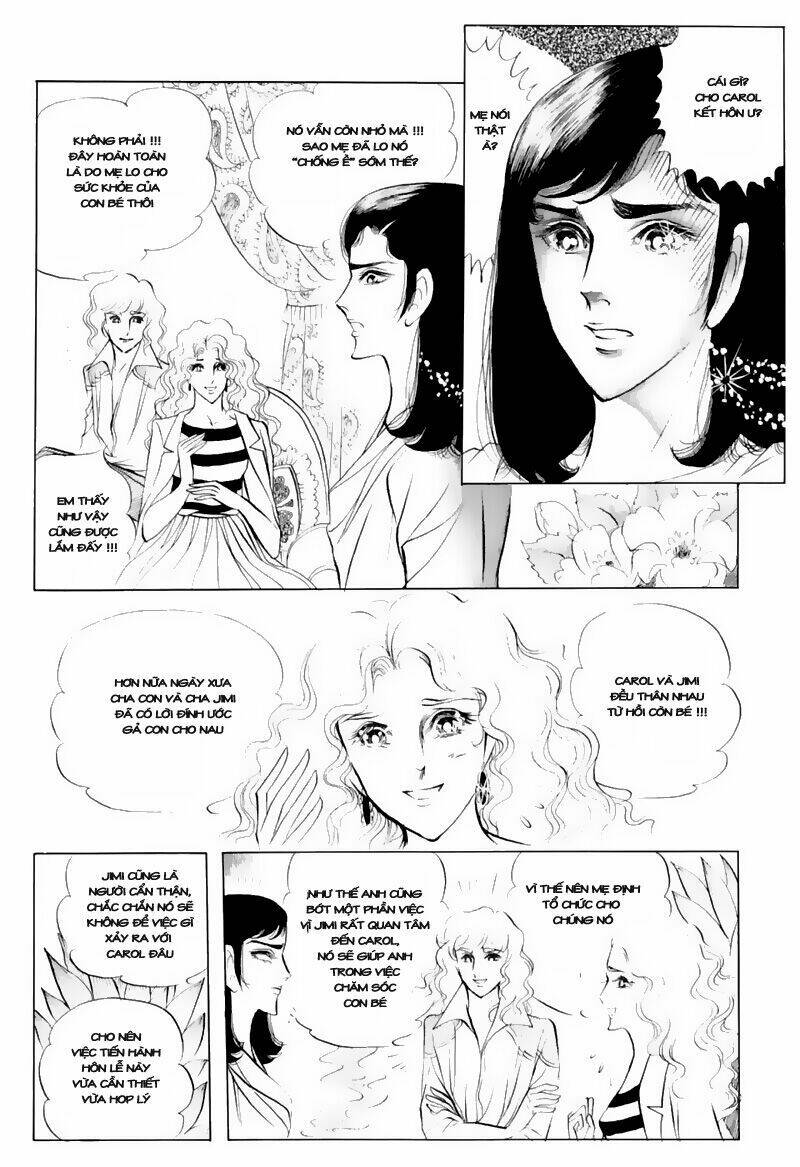 CÁI GÌ?
CHO CAROL
KẾT HÔN Ư?
MẸ NÓI
THẬT
À?
NÓ VẪN CÒN NHỎ MÀ !!!
SAO MẸ ĐÃ LO NÓ
"CHỐNG Ề" SỚM THẾ?
KHÔNG PHẢI !!!
ĐÂY HOÀN TOÀN
LÀ DO MẸ LO CHO
SỨC KHỎE CỦA
CON BÉ THÔI
EM THẤY
NHƯ VẬY
CŨNG ĐƯỢC
LẮM ĐẤY !!!
CAROL VÀ JIMI
ĐỀU THÂN NHAU
TỪ HỒI CÒN BÉ !!!
HƠN NỮA NGÀY XƯA
CHA CON VÀ CHA JIMI
ĐÃ CÓ LỜI ĐÍNH ƯỚC
GẢ CON CHO NAU
VÌ THẾ NÊN MẸ ĐỊNH
TỔ CHỨC CHO
CHÚNG NÓ
NHƯ THẾ ANH CŨNG
BỚT MỘT PHẦN VIỆC
VÌ JIMI RẤT QUAN TÂM
ĐẾN CAROL,
NÓ SẼ GIÚP ANH
TRONG VIỆC
CHĂM SÓC
CON BÉ
JIMI CŨNG LÀ
NGƯỜI CẨN THẬN,
CHẮC CHẮN NÓ SẼ
KHÔNG ĐỂ VIỆC GÌ
XẢY RA VỚI
CAROL ĐÂU
CHO NÊN
VIỆC TIẾN HÀNH
HÔN LỄ NÀY
VỪA CẦN THIẾT
VỪA HOP LÝ